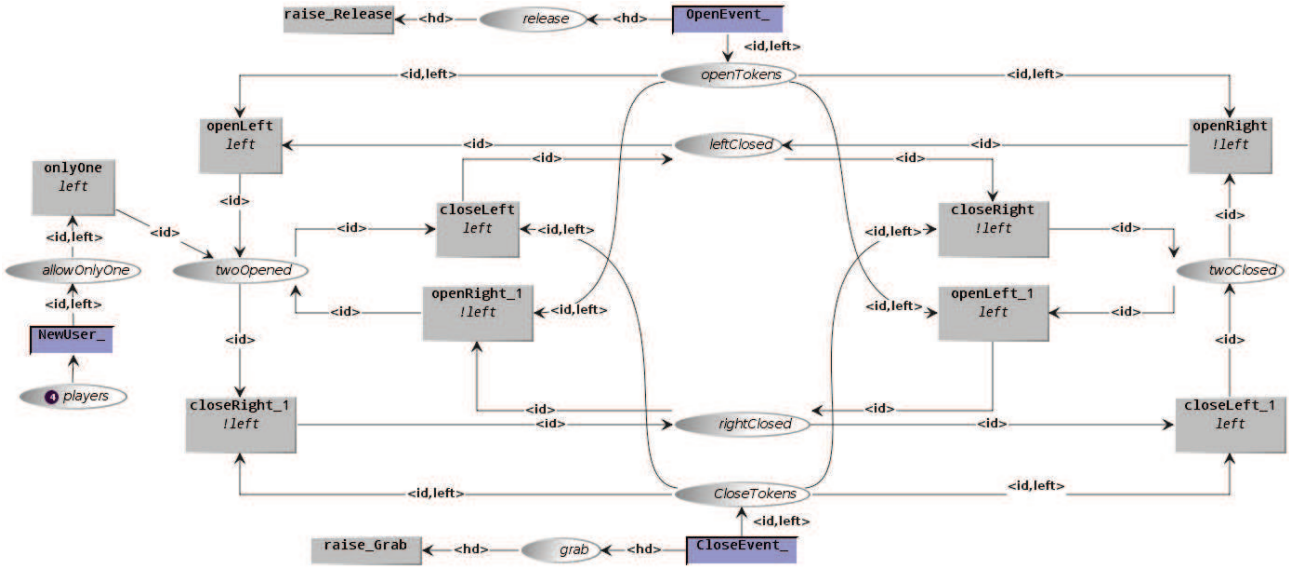 raise_Release
<hd>
release
<hd>
OpenEvent_
<id,left>
<id,left>
openTokens
<id,left>
openLeft
left
<id>
leftClosed
<id>
openRight
!left
<id>
<id>
onlyOne
left
<id>
<id>
closeLeft
left
<id,left>
<id,left>
closeRight
!left
<id>
<id>
<id>
<id>
<id,left>
allowOnlyOne
twoOpened
twoClosed
<id,left>
openRight_1
!left
<id>
<id,left>
<id,left>
openLeft_1
left
<id>
NewUser_
<id>
<id>
4 players
closeRight_1
!left
<id>
<id>
closeLeft_1
left
<id>
rightClosed
<id>
<id,left>
CloseTokens
<id,left>
<id,left>
raise_Grab
<hd>
grab
<hd>
CloseEvent_